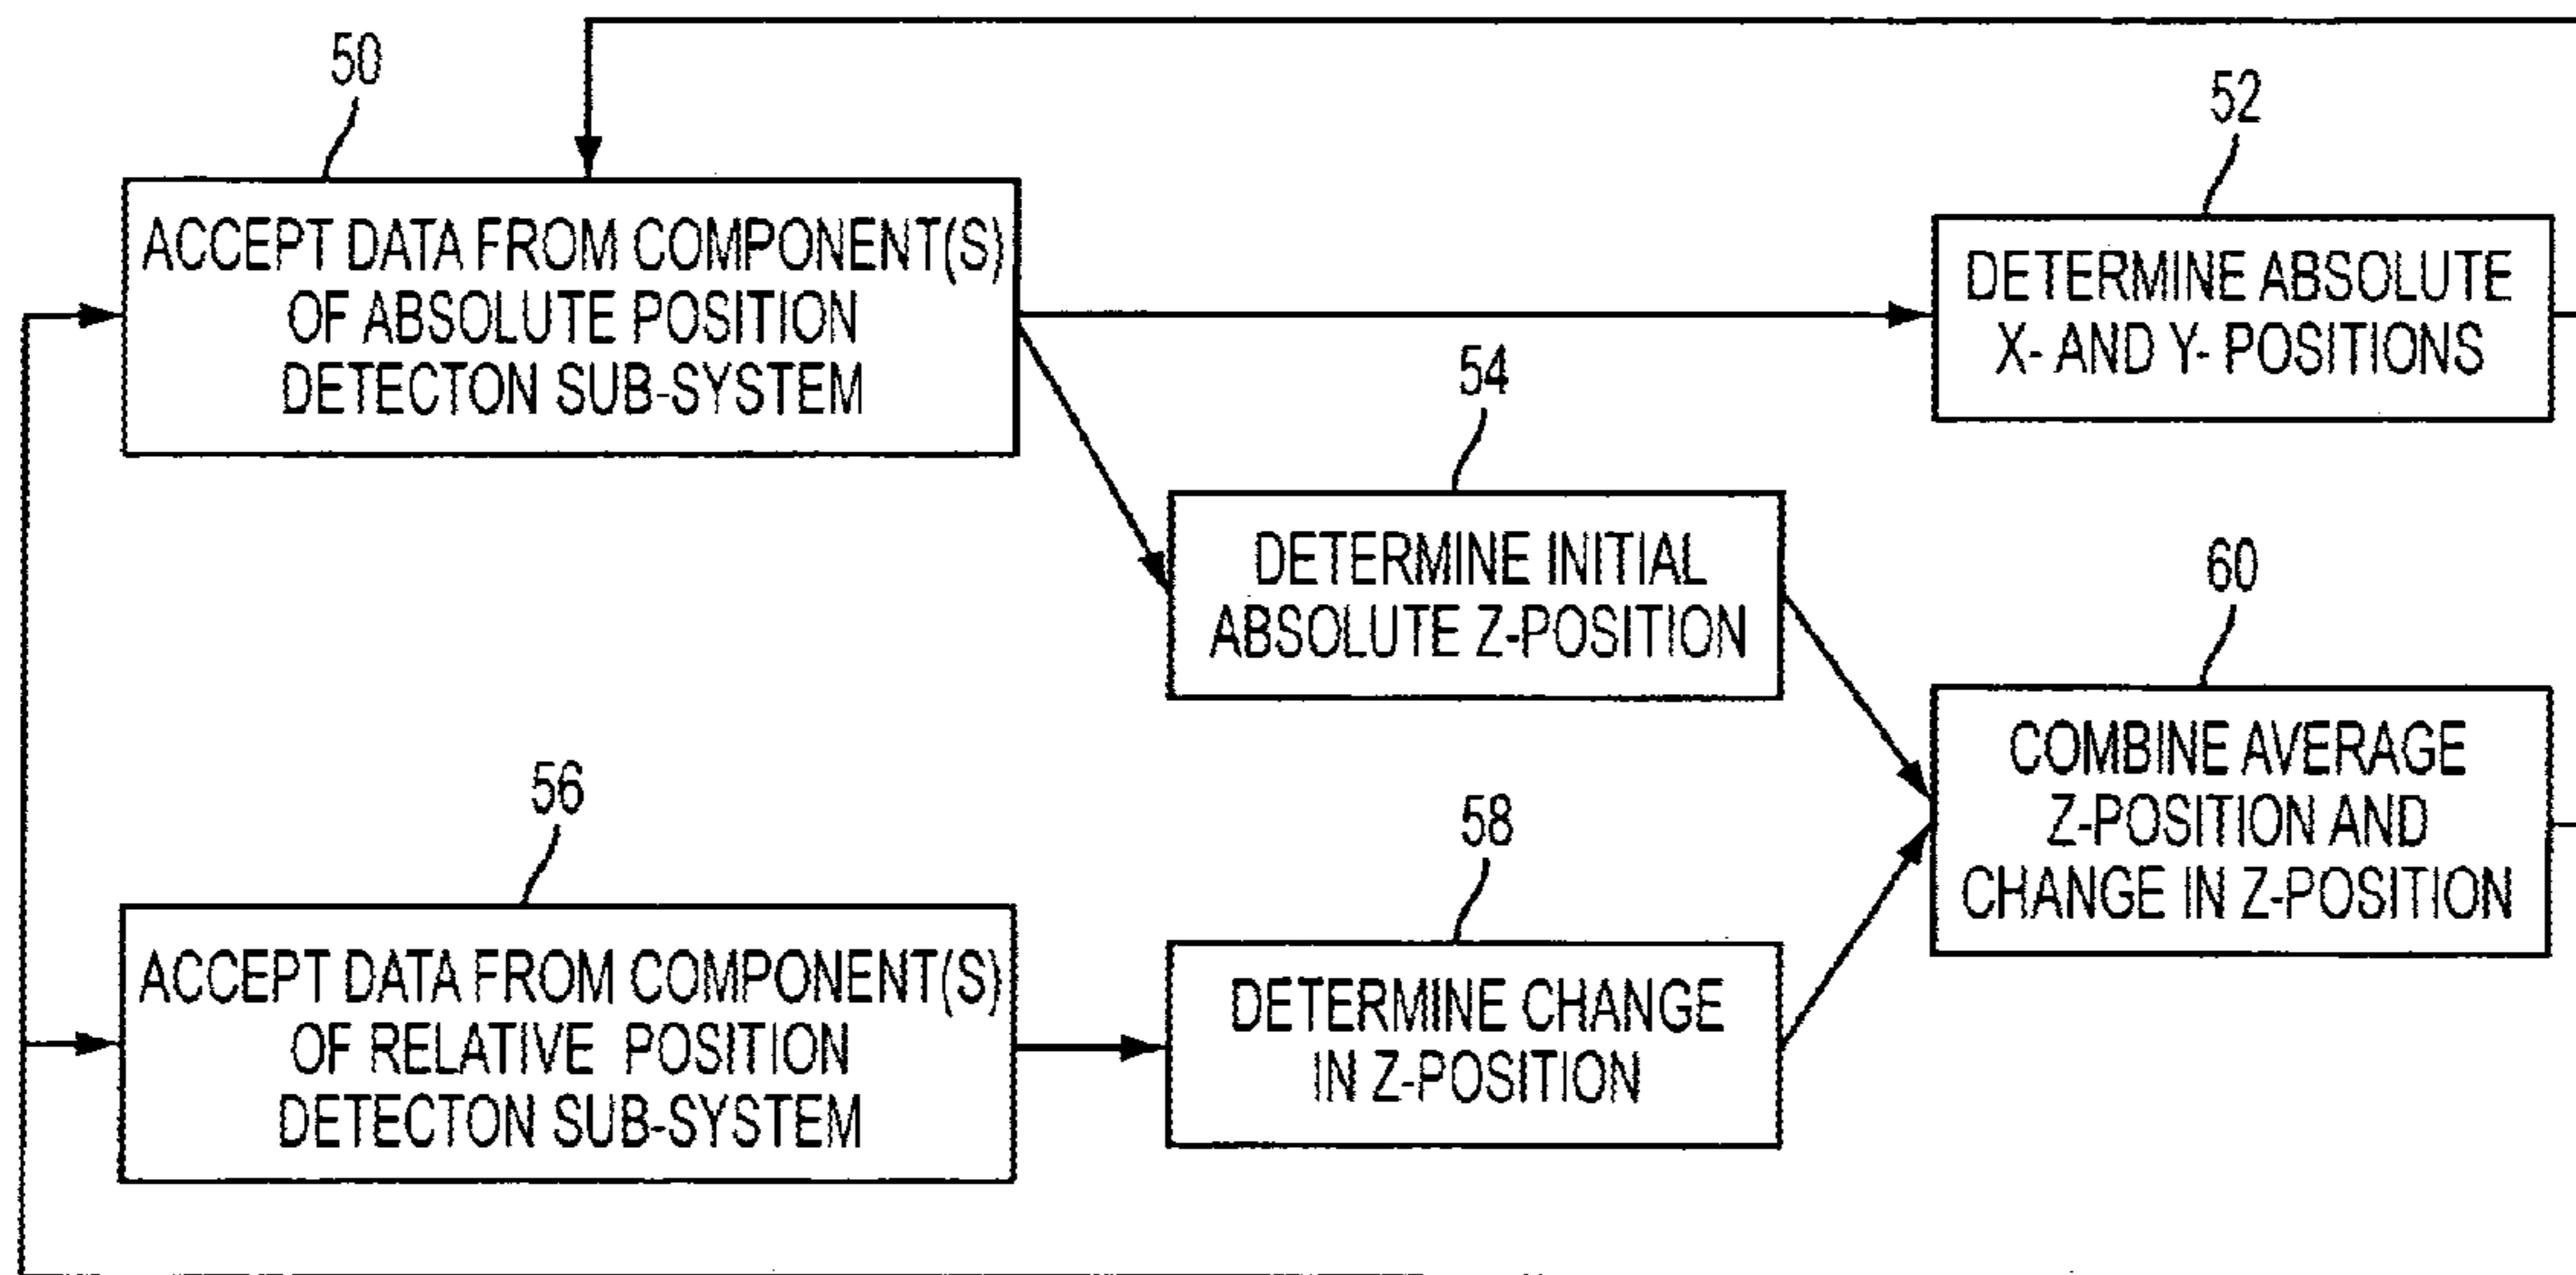 50
ACCEPT DATA FROM COMPONENT(S)
OF ABSOLUTE POSITION
DETECTON SUB-SYSTEM
52
DETERMINE ABSOLUTE
X- AND Y- POSITIONS
54
DETERMINE INITIAL
ABSOLUTE Z-POSITION
56
ACCEPT DATA FROM COMPONENT(S)
OF RELATIVE POSITION
DETECTON SUB-SYSTEM
58
DETERMINE CHANGE
IN Z-POSITION
60
COMBINE AVERAGE
Z-POSITION AND
CHANGE IN Z-POSITION